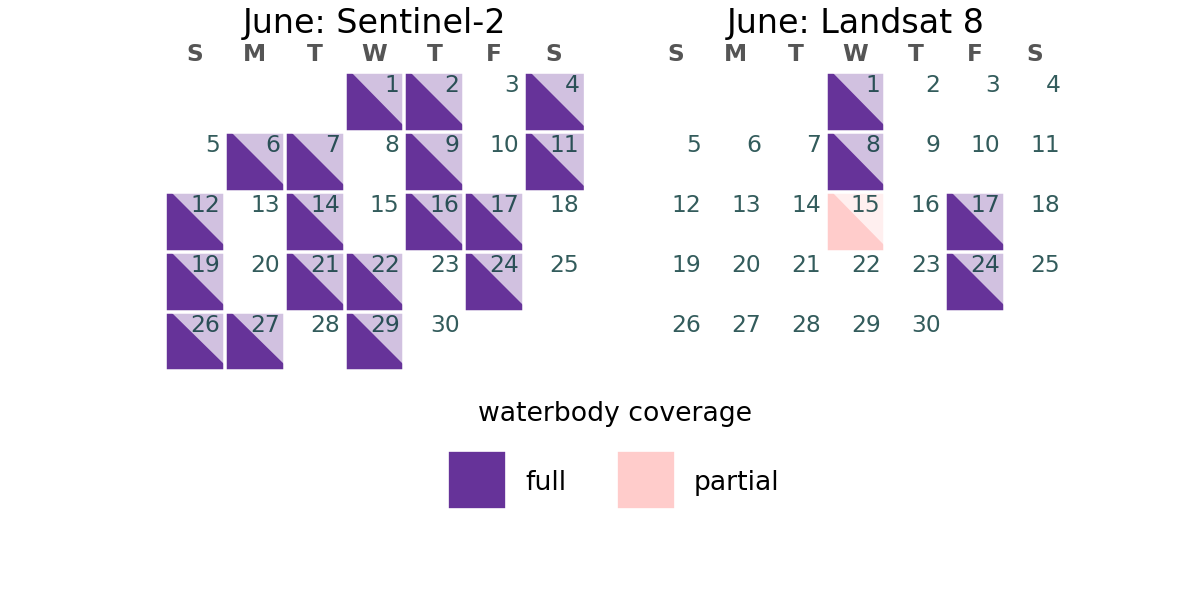 June: Sentinel-2
S M T W T F S
1 2 3 4
5 6 7 8 9 10 11
12 13 14 15 16 17 18
19 20 21 22 23 24 25
26 27 28 29 30
June: Landsat 8
S M T W T F S
1 2 3 4
5 6 7 8 9 10 11
12 13 14 15 16 17 18
19 20 21 22 23 24 25
26 27 28 29 30
waterbody coverage
full partial